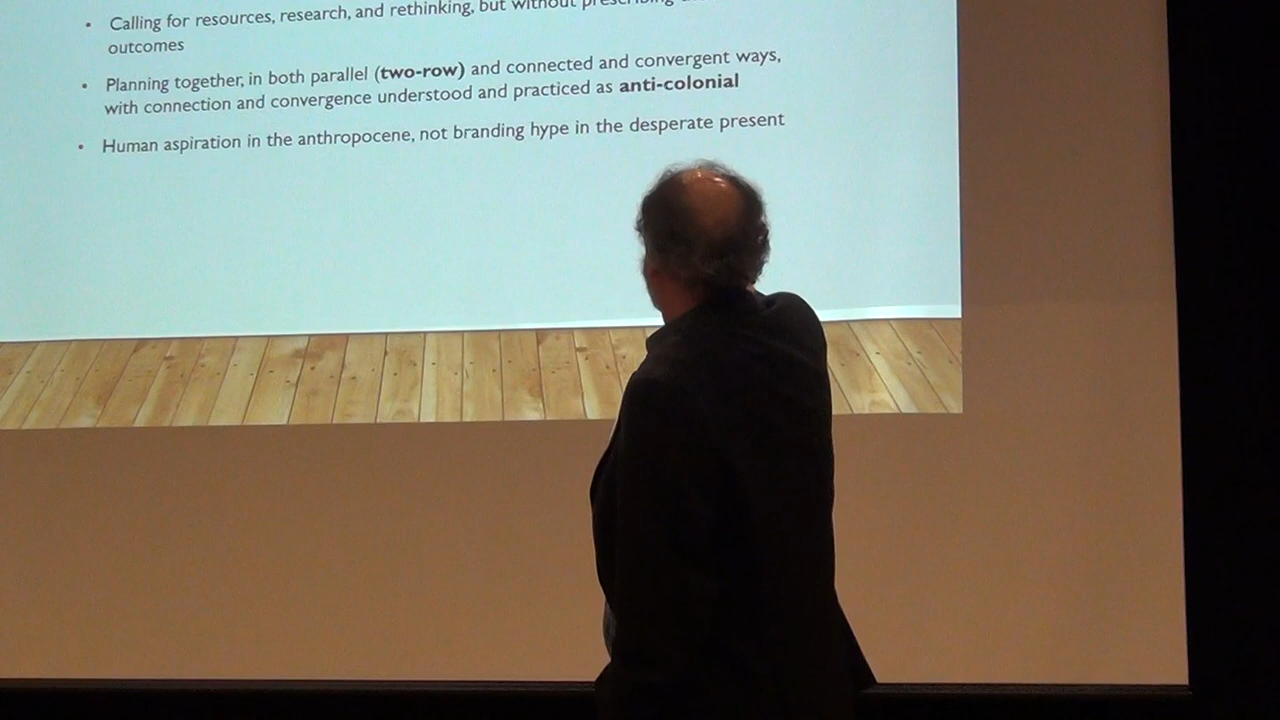 Calling for resources, research, and rethinking, but without prescribing
outcomes
Planning together, in both parallel (two-row) and connected and convergent ways,
with connection and convergence understood and practiced as anti-colonial
Human aspiration in the anthropocene, not branding hype in the desperate present